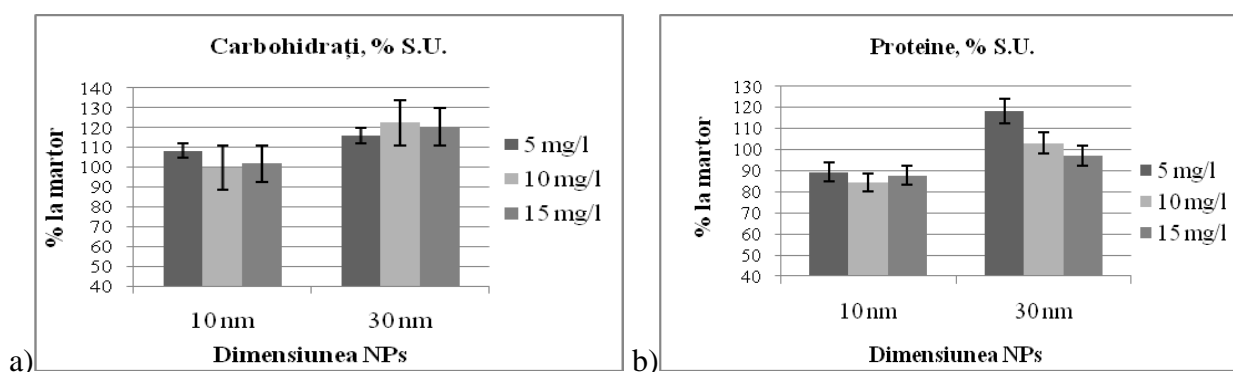 Carbohidrați, % S.U.
% la martor
140
130
120
110
100
90
80
70
60
50
40
10 nm
30 nm
Dimensiunea NPs
5 mg/l
10 mg/l
15 mg/l
a)
Proteine, % S.U.
% la martor
130
120
110
100
90
80
70
60
50
40
10 nm
30 nm
Dimensiunea NPs
5 mg/l
10 mg/l
15 mg/l
b)